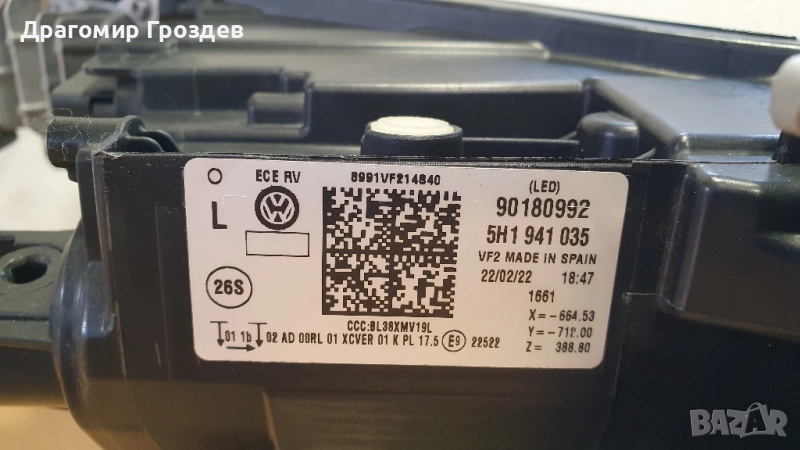 Драгомир Гроздев
ECE RV
8991VF214840
(LED)
L
90180992
5H1 941 035
VF2 MADE IN SPAIN
22/02/22 18:47
26S
1661
X=-664.53
Y=-712.00
Z= 388.80
CCC:BL38XMV19L
01 1b 02 AD 00RL 01 XCVER 01 K PL 17.5 E9 22522
BAZAR